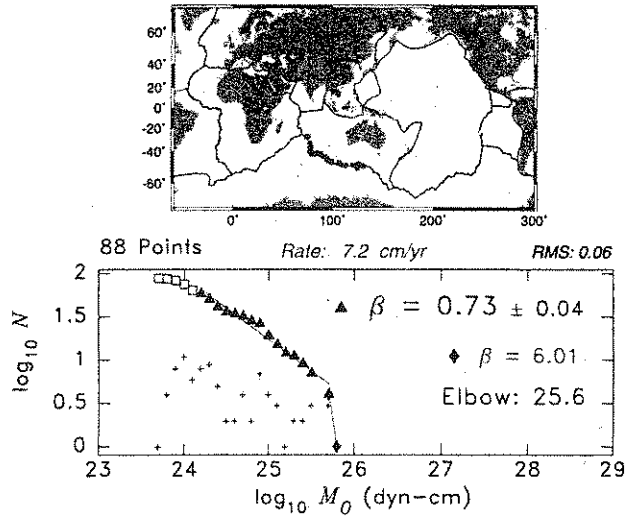 60°
40°
20°
0°
-20°
-40°
-60°
0° 100° 200° 300°
88 Points Rate: 7.2 cm/yr RMS: 0.06
2
1.5
1
0.5
0
log₁₀ N
▲ β = 0.73 ± 0.04
♦ β = 6.01
Elbow: 25.6
23 24 25 26 27 28 29
log₁₀ M₀ (dyn-cm)